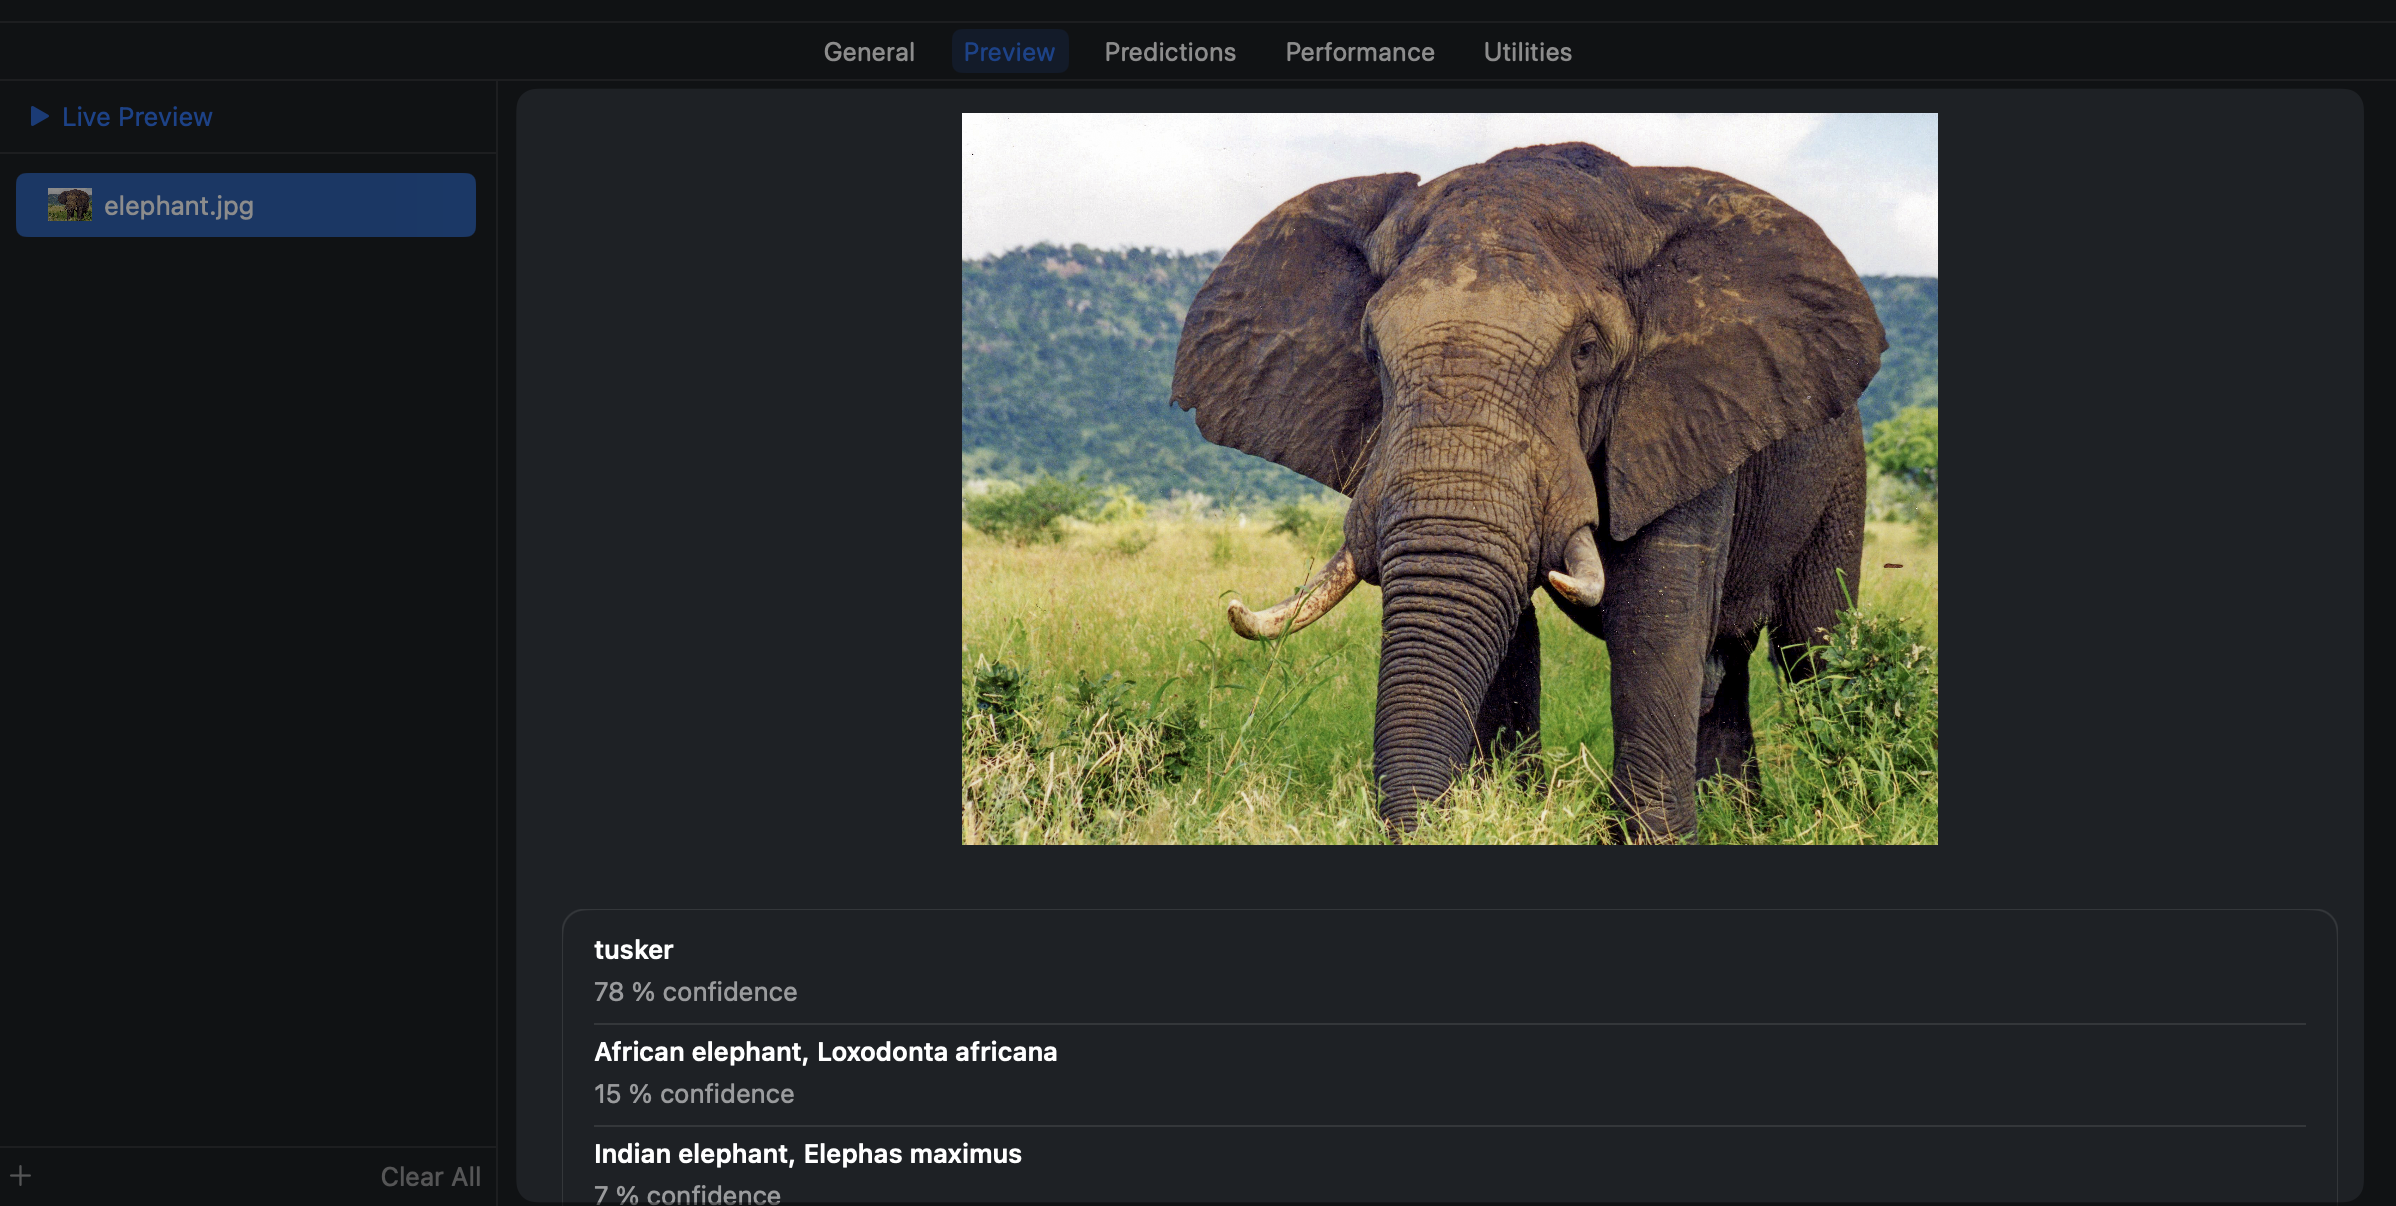 General
Preview
Predictions
Performance
Utilities
Live Preview
elephant.jpg
tusker
78 % confidence
African elephant, Loxodonta africana
15 % confidence
Indian elephant, Elephas maximus
7 % confidence
Clear All